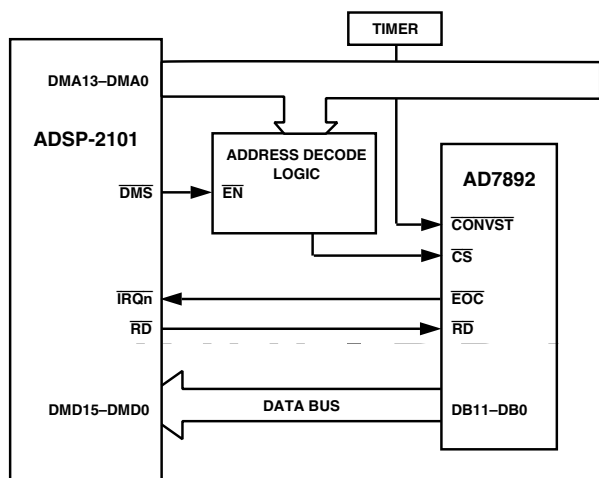 TIMER
DMA13–DMA0
ADSP-2101
ADDRESS DECODE
LOGIC
AD7892
DMS
EN
CONVST
CS
IRQn
EOC
RD
RD
DMD15–DMD0
DATA BUS
DB11–DB0